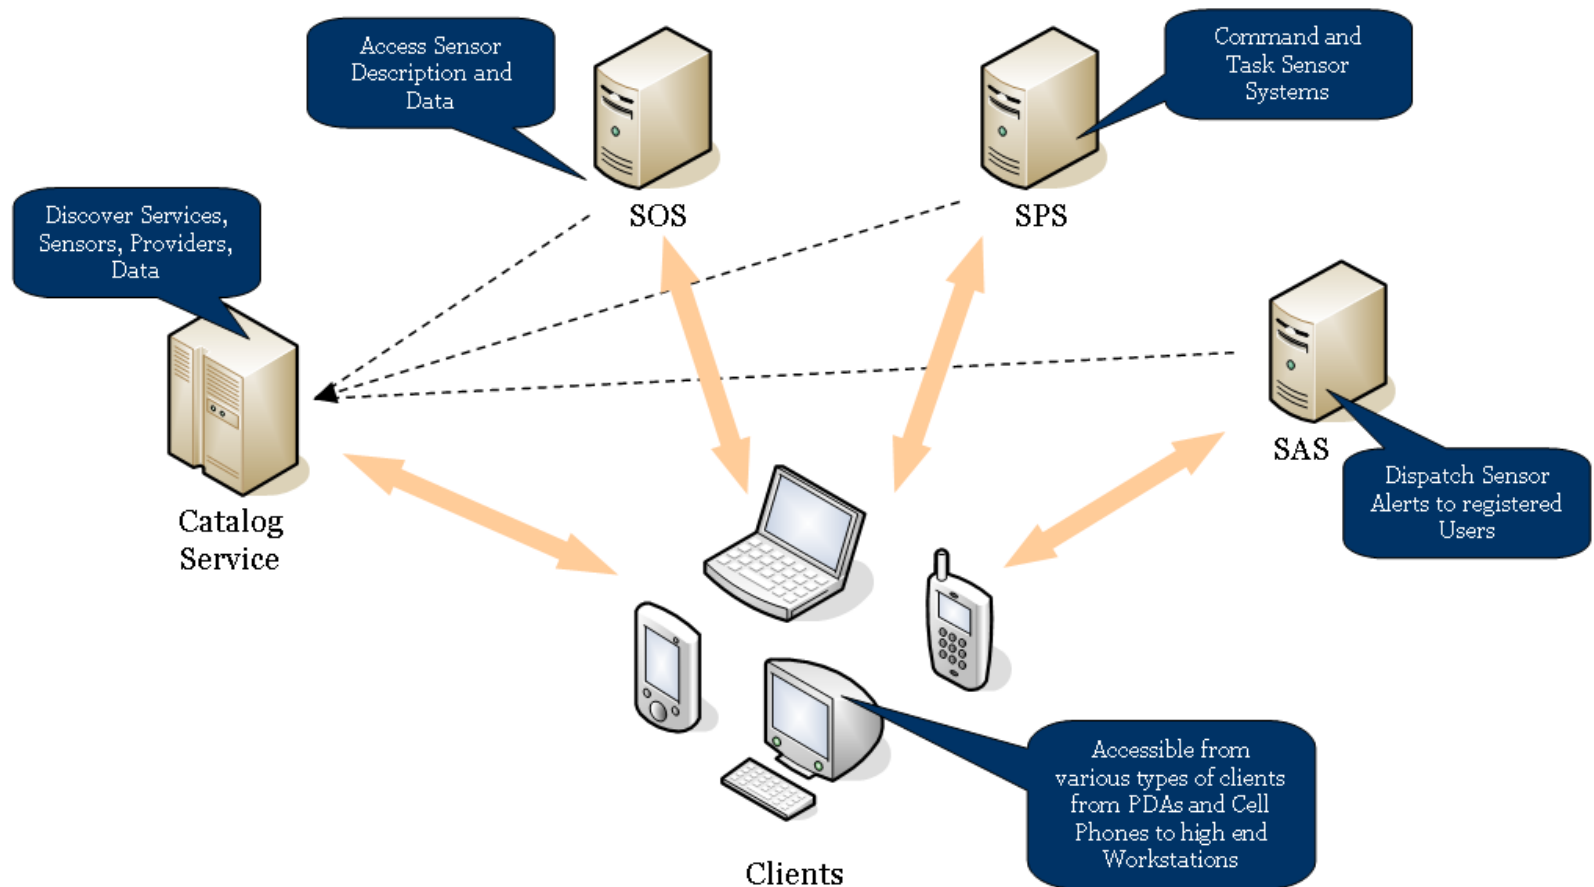 Access Sensor
Description and
Data
Command and
Task Sensor
Systems
SOS
SPS
Discover Services,
Sensors, Providers,
Data
SAS
Dispatch Sensor
Alerts to registered
Users
Catalog
Service
Accessible from
various types of clients
from PDAs and Cell
Phones to high end
Workstations
Clients